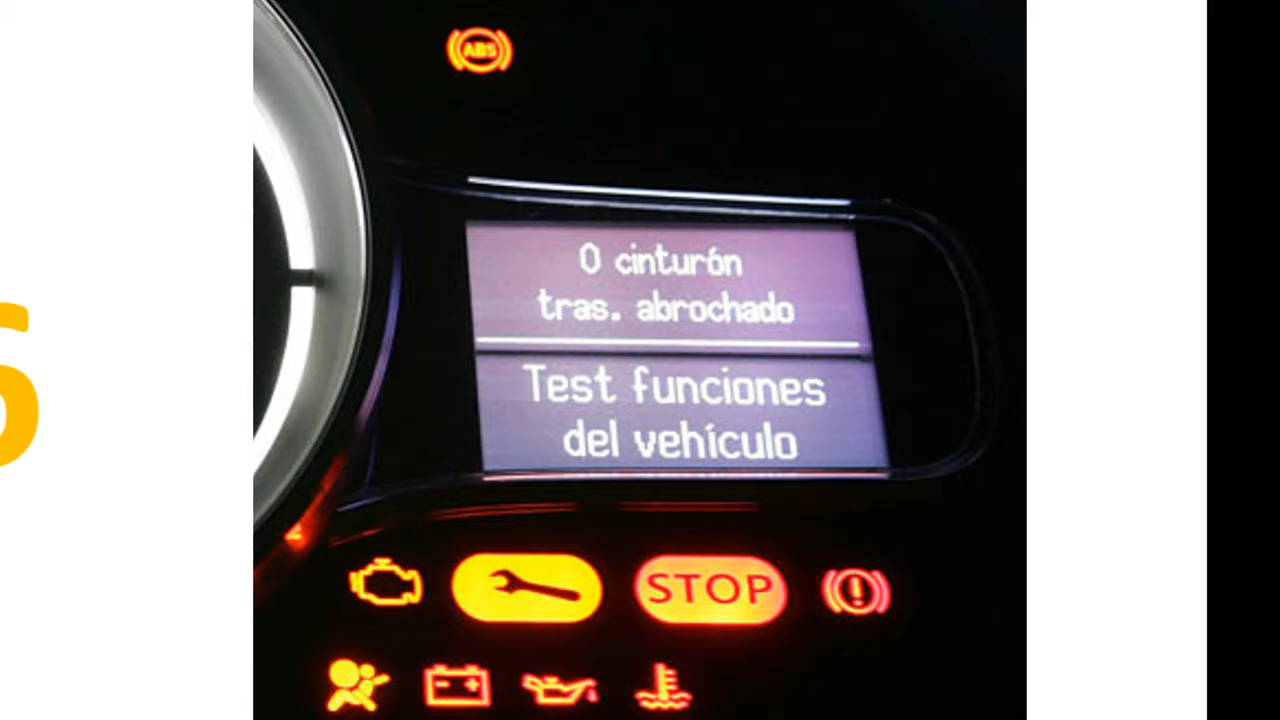 ABS
0 cinturón
tras. abrochado
Test funciones
del vehículo
STOP